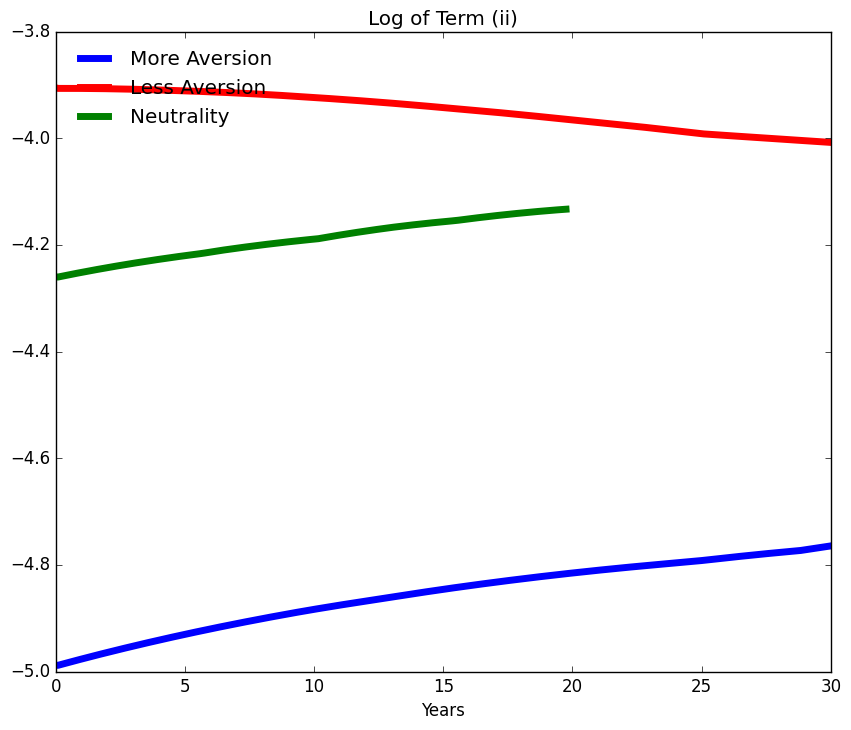 Log of Term (ii)
−3.8
−4.0
−4.2
−4.4
−4.6
−4.8
−5.0
More Aversion
Less Aversion
Neutrality
0 5 10 15 20 25 30
Years